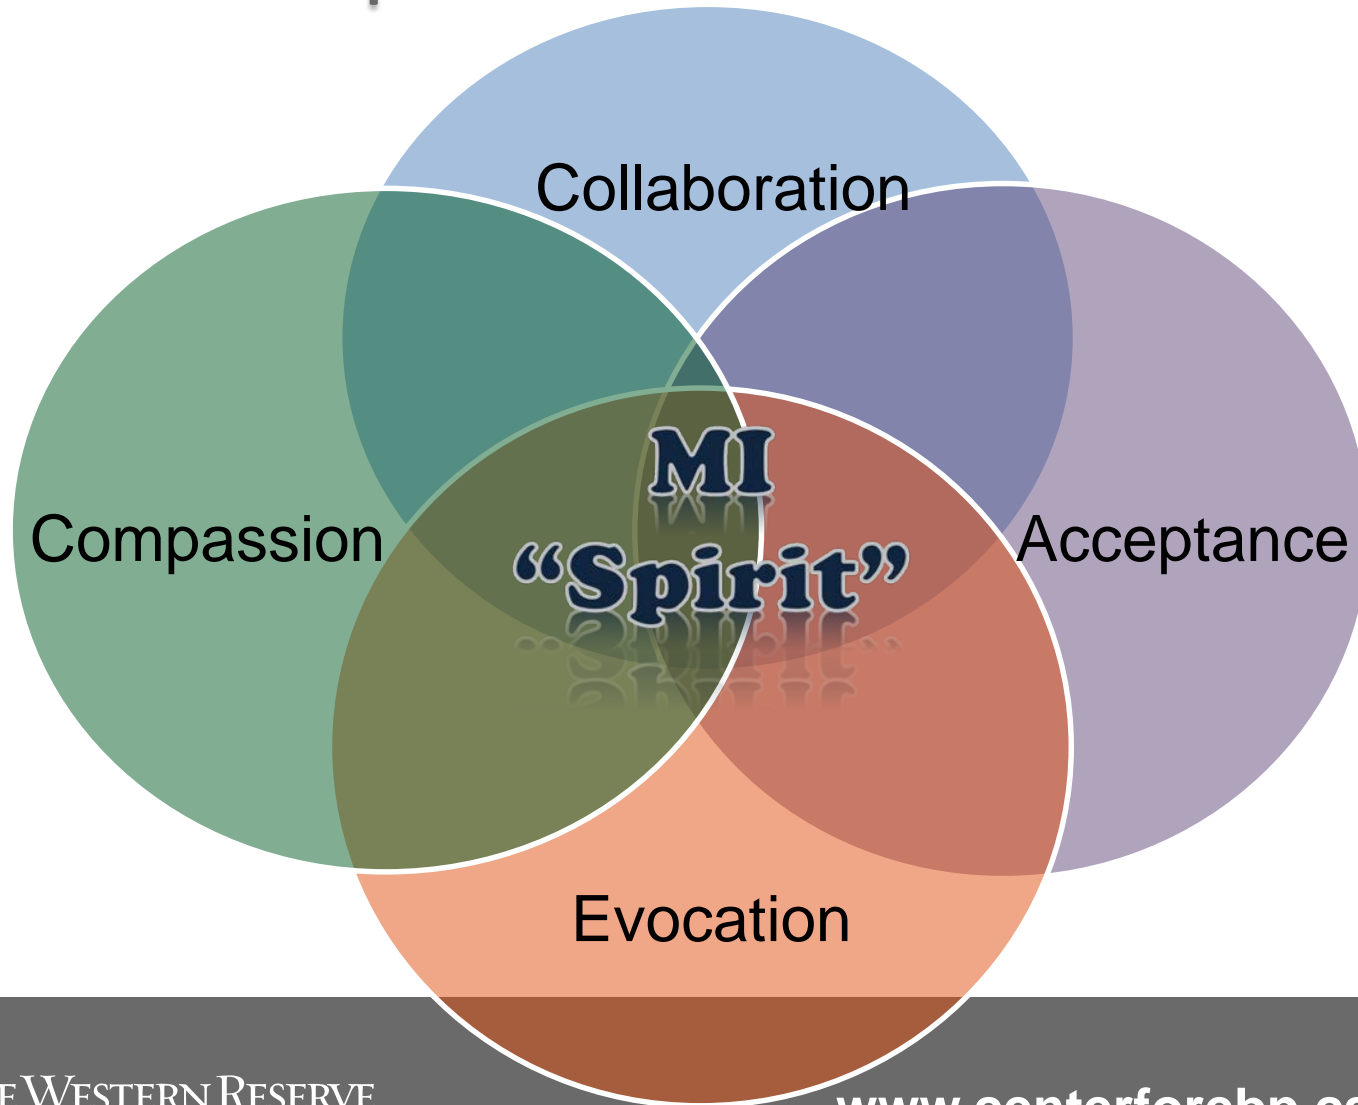 Collaboration
MI
Compassion
“Spirit”
Acceptance
Evocation
WESTERN RESERVE